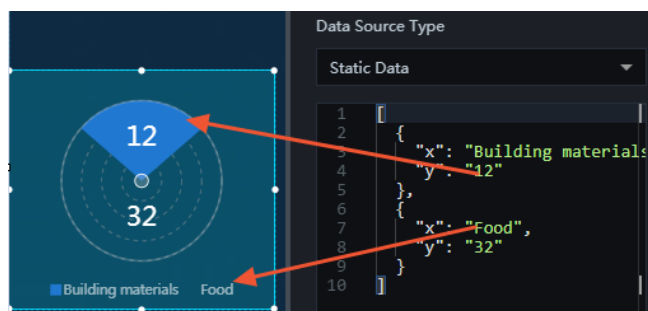 Data Source Type
Static Data
12
32
Building materials Food
1 [
2 {
3 "x": "Building materials
4 "y": "12"
5 },
6 {
7 "x": "Food",
8 "y": "32"
9 }
10 ]